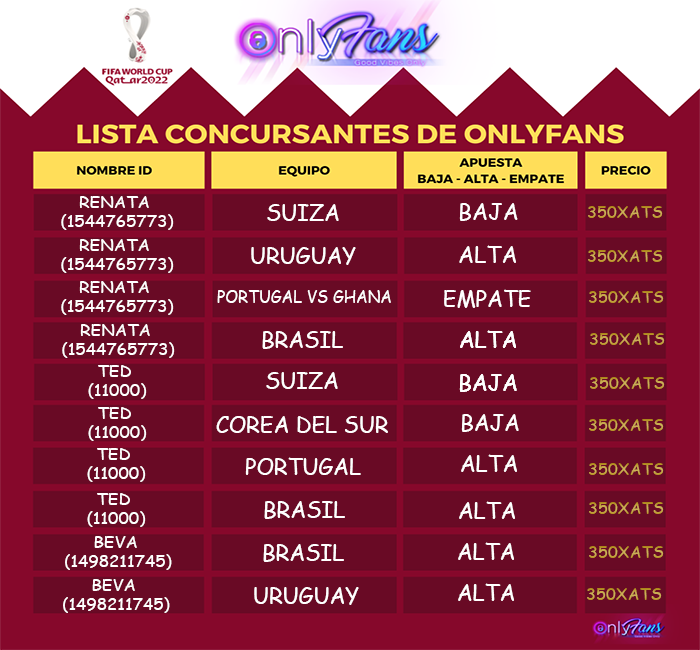 FIFA WORLD CUP
Qatar2022
OnlyFans
Good Vibes Only
LISTA CONCURSANTES DE ONLYFANS
NOMBRE ID
EQUIPO
APUESTA
BAJA - ALTA - EMPATE
PRECIO
RENATA
(1544765773)
SUIZA
BAJA
350XATS
RENATA
(1544765773)
URUGUAY
ALTA
350XATS
RENATA
(1544765773)
PORTUGAL VS GHANA
EMPATE
350XATS
RENATA
(1544765773)
BRASIL
ALTA
350XATS
TED
(11000)
SUIZA
BAJA
350XATS
TED
(11000)
COREA DEL SUR
BAJA
350XATS
TED
(11000)
PORTUGAL
ALTA
350XATS
TED
(11000)
BRASIL
ALTA
350XATS
BEVA
(1498211745)
BRASIL
ALTA
350XATS
BEVA
(1498211745)
URUGUAY
ALTA
350XATS
OnlyFans